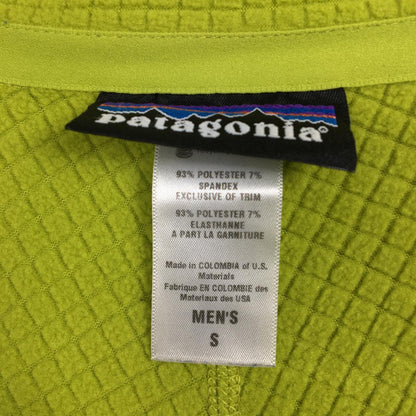 patagonia®
93% POLYESTER 7%
SPANDEX
EXCLUSIVE OF TRIM
93% POLYESTER 7%
ELASTHANNE
A PART LA GARNITURE
Made in COLOMBIA of U.S.
Materials
Fabrique EN COLOMBIE des
Materiaux des USA
MEN'S
S